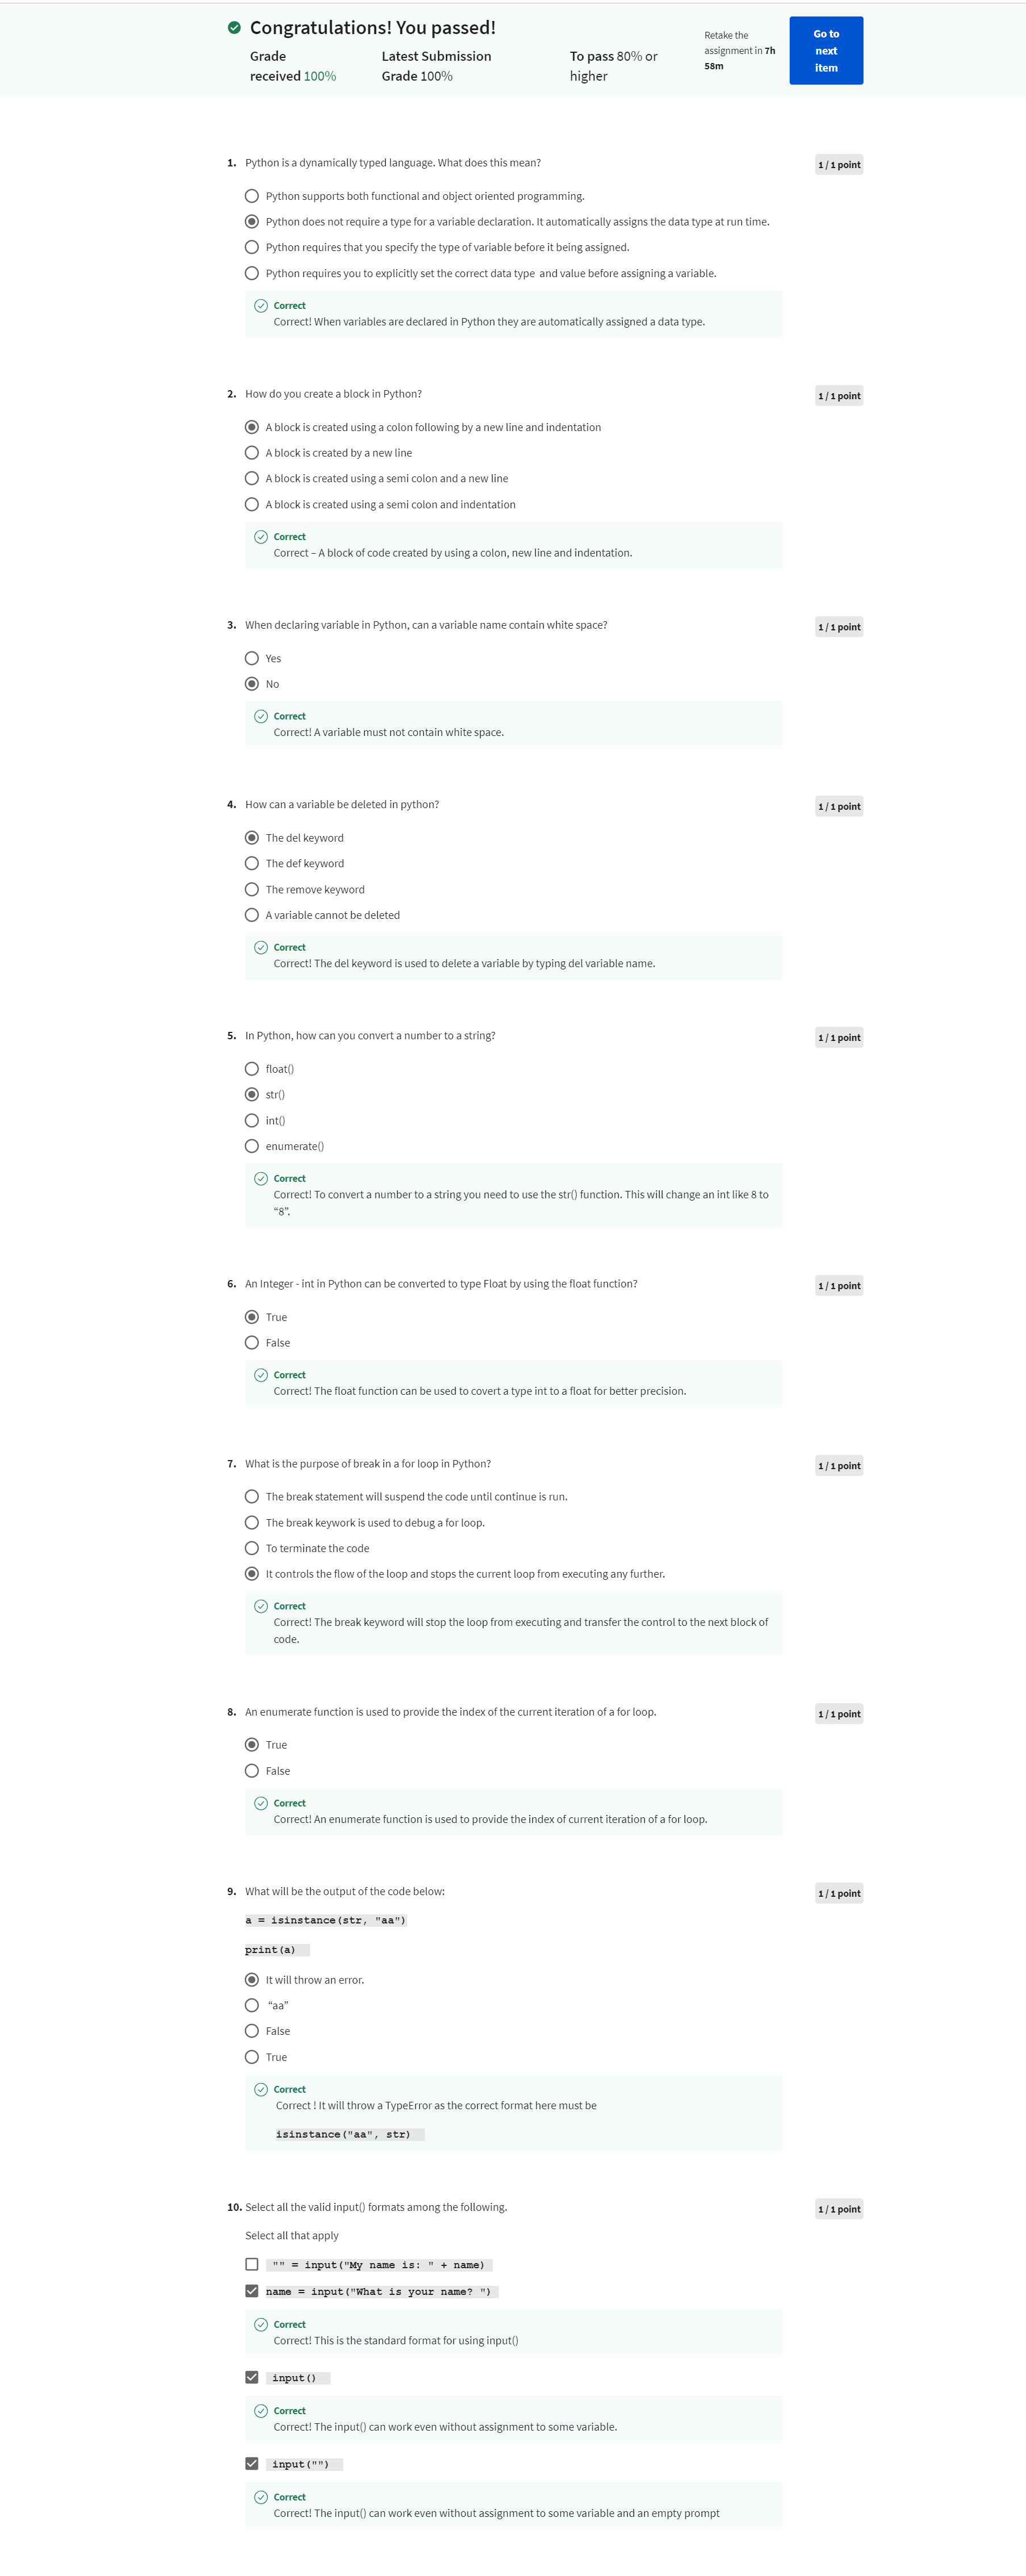 Congratulations! You passed!
Grade
received 100%
Latest Submission
Grade 100%
To pass 80% or
higher
Retake the
assignment in 7h
58m
Go to
next
item
1. Python is a dynamically typed language. What does this mean?
1 / 1 point
Python supports both functional and object oriented programming.
Python does not require a type for a variable declaration. It automatically assigns the data type at run time.
Python requires that you specify the type of variable before it being assigned.
Python requires you to explicitly set the correct data type and value before assigning a variable.
Correct
Correct! When variables are declared in Python they are automatically assigned a data type.
2. How do you create a block in Python?
1 / 1 point
A block is created using a colon following by a new line and indentation
A block is created by a new line
A block is created using a semi colon and a new line
A block is created using a semi colon and indentation
Correct
Correct – A block of code created by using a colon, new line and indentation.
3. When declaring variable in Python, can a variable name contain white space?
1 / 1 point
Yes
No
Correct
Correct! A variable must not contain white space.
4. How can a variable be deleted in python?
1 / 1 point
The del keyword
The def keyword
The remove keyword
A variable cannot be deleted
Correct
Correct! The del keyword is used to delete a variable by typing del variable name.
5. In Python, how can you convert a number to a string?
1 / 1 point
float()
str()
int()
enumerate()
Correct
Correct! To convert a number to a string you need to use the str() function. This will change an int like 8 to
“8”.
6. An Integer - int in Python can be converted to type Float by using the float function?
1 / 1 point
True
False
Correct
Correct! The float function can be used to covert a type int to a float for better precision.
7. What is the purpose of break in a for loop in Python?
1 / 1 point
The break statement will suspend the code until continue is run.
The break keywork is used to debug a for loop.
To terminate the code
It controls the flow of the loop and stops the current loop from executing any further.
Correct
Correct! The break keyword will stop the loop from executing and transfer the control to the next block of
code.
8. An enumerate function is used to provide the index of the current iteration of a for loop.
1 / 1 point
True
False
Correct
Correct! An enumerate function is used to provide the index of current iteration of a for loop.
9. What will be the output of the code below:
1 / 1 point
a = isinstance(str, "aa")
print(a)
It will throw an error.
“aa”
False
True
Correct
Correct ! It will throw a TypeError as the correct format here must be
isinstance("aa", str)
10. Select all the valid input() formats among the following.
1 / 1 point
Select all that apply
"" = input("My name is: " + name)
name = input("What is your name? ")
Correct
Correct! This is the standard format for using input()
input()
Correct
Correct! The input() can work even without assignment to some variable.
input("")
Correct
Correct! The input() can work even without assignment to some variable and an empty prompt